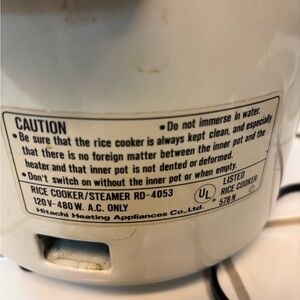 CAUTION
• Do not immerse in water.
• Be sure that the rice cooker is always kept clean, and especially
that there is no foreign matter between the inner pot and the
heater and that inner pot is not dented or deformed.
• Don't switch on without the inner pot or when empty.
RICE COOKER/STEAMER RD-4053
120V-480W. A.C. ONLY
Hitachi Heating Appliances Co., Ltd.
UL
LISTED
RICE COOKER
578N